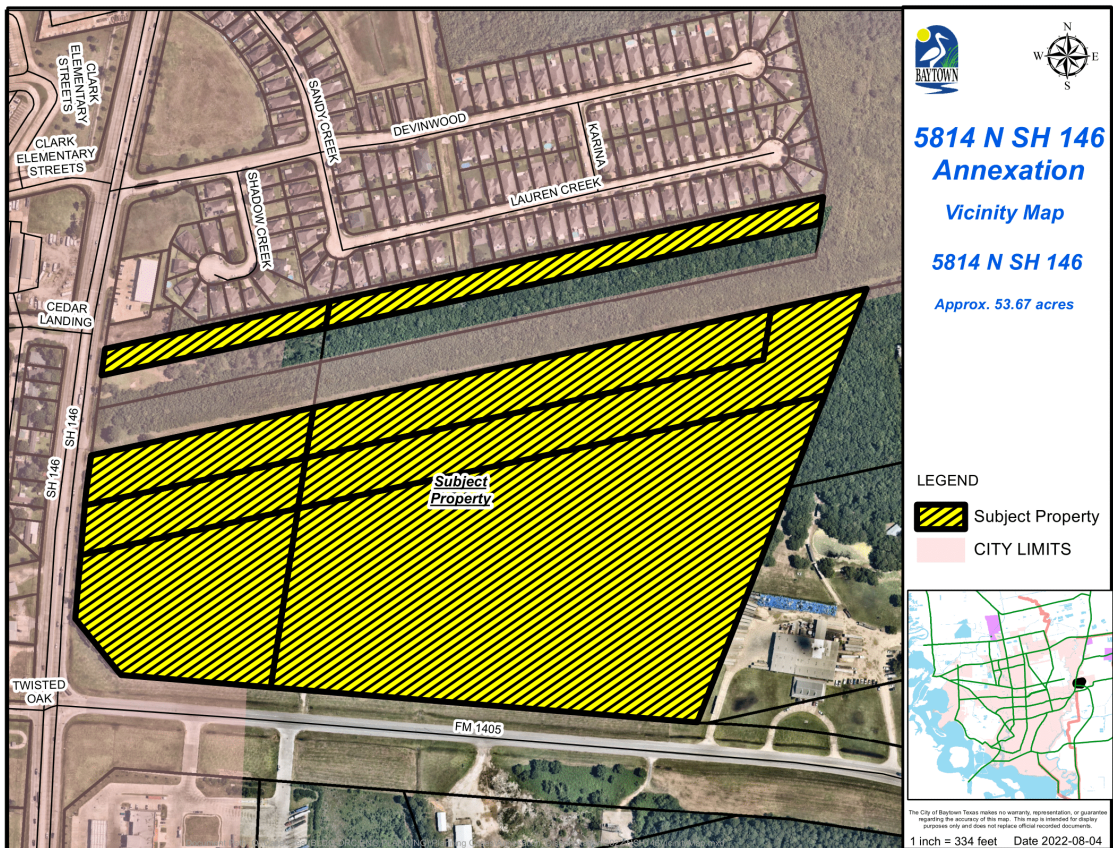 CLARK
ELEMENTARY
STREETS
CLARK
ELEMENTARY
STREETS
SANDY CREEK
DEVINWOOD
KARINA
SHADOW CREEK
LAUREN CREEK
CEDAR
LANDING
SH 146
SH 146
Subject
Property
TWISTED
OAK
FM 1405
BAYTOWN
N
W
E
S
5814 N SH 146
Annexation
Vicinity Map
5814 N SH 146
Approx. 53.67 acres
LEGEND
Subject Property
CITY LIMITS
The City of Baytown Texas makes no warranty, representation, or guarantee
regarding the accuracy of this map. This map is intended for display
purposes only and does not replace official recorded documents.
1 inch = 334 feet Date 2022-08-04